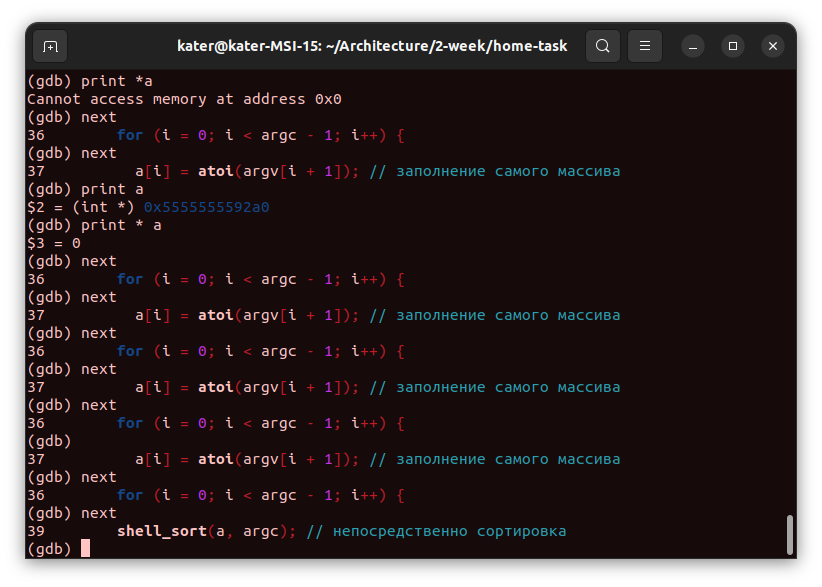 kater@kater-MSI-15: ~/Architecture/2-week/home-task
(gdb) print *a
Cannot access memory at address 0x0
(gdb) next
36        for (i = 0; i < argc - 1; i++) {
(gdb) next
37          a[i] = atoi(argv[i + 1]); // заполнение самого массива
(gdb) print a
$2 = (int *) 0x5555555592a0
(gdb) print * a
$3 = 0
(gdb) next
36        for (i = 0; i < argc - 1; i++) {
(gdb) next
37          a[i] = atoi(argv[i + 1]); // заполнение самого массива
(gdb) next
36        for (i = 0; i < argc - 1; i++) {
(gdb) next
37          a[i] = atoi(argv[i + 1]); // заполнение самого массива
(gdb) next
36        for (i = 0; i < argc - 1; i++) {
(gdb)
37          a[i] = atoi(argv[i + 1]); // заполнение самого массива
(gdb) next
36        for (i = 0; i < argc - 1; i++) {
(gdb) next
39        shell_sort(a, argc); // непосредственно сортировка
(gdb)